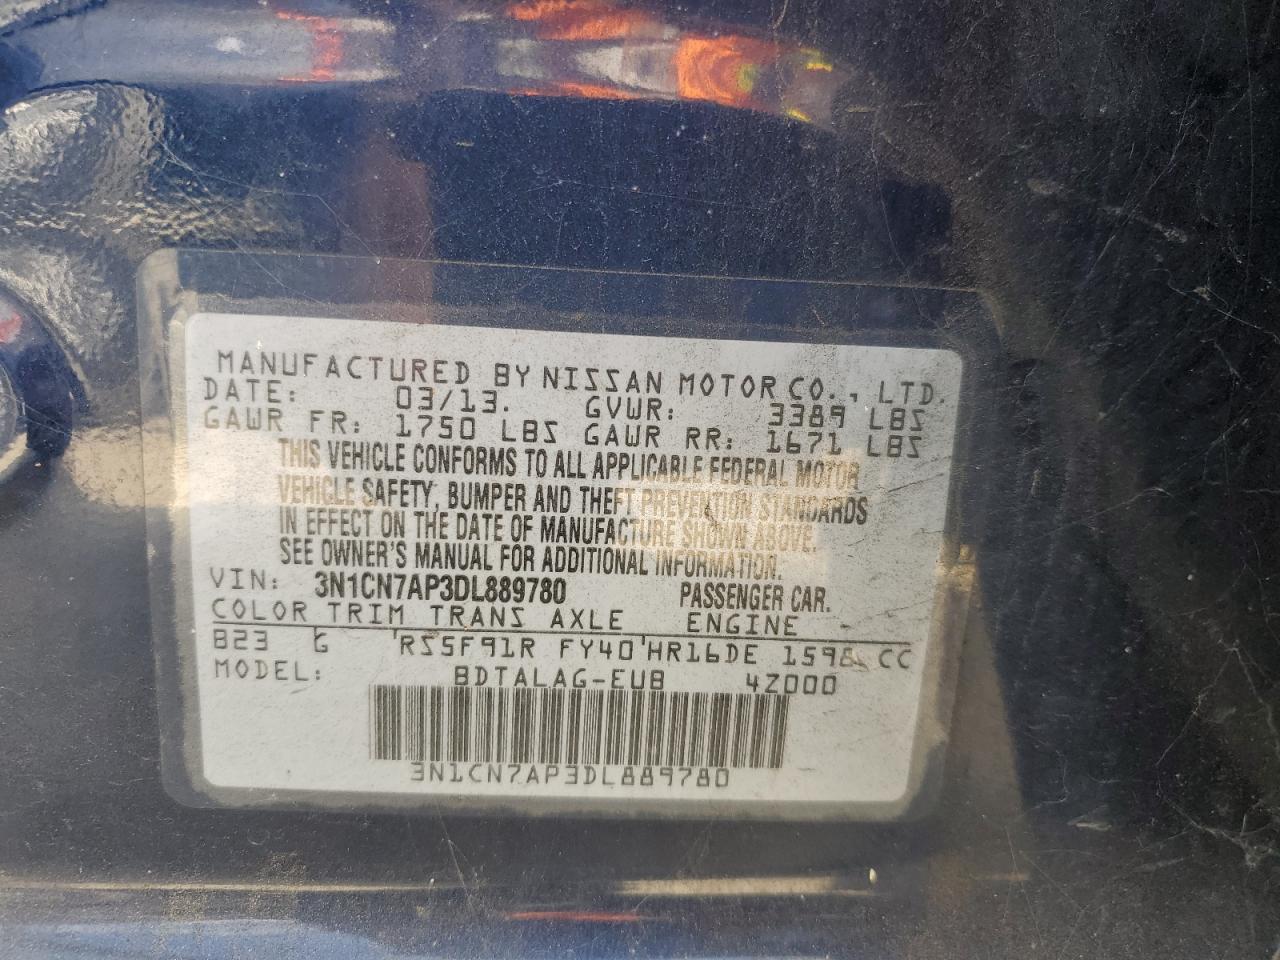 MANUFACTURED BY NISSAN MOTOR CO., LTD.
DATE: 03/13. GVWR: 3389 LBS
GAWR FR: 1750 LBS GAWR RR: 1671 LBS
THIS VEHICLE CONFORMS TO ALL APPLICABLE FEDERAL MOTOR
VEHICLE SAFETY, BUMPER AND THEFT PREVENTION STANDARDS
IN EFFECT ON THE DATE OF MANUFACTURE SHOWN ABOVE.
SEE OWNER'S MANUAL FOR ADDITIONAL INFORMATION.
VIN: 3N1CN7AP3DL889780 PASSENGER CAR.
COLOR TRIM TRANS AXLE ENGINE
B23 G RS5F91R FY40 HR16DE CC
MODEL: BDTALAG-EUB 4Z000
3N1CN7AP3DL889780